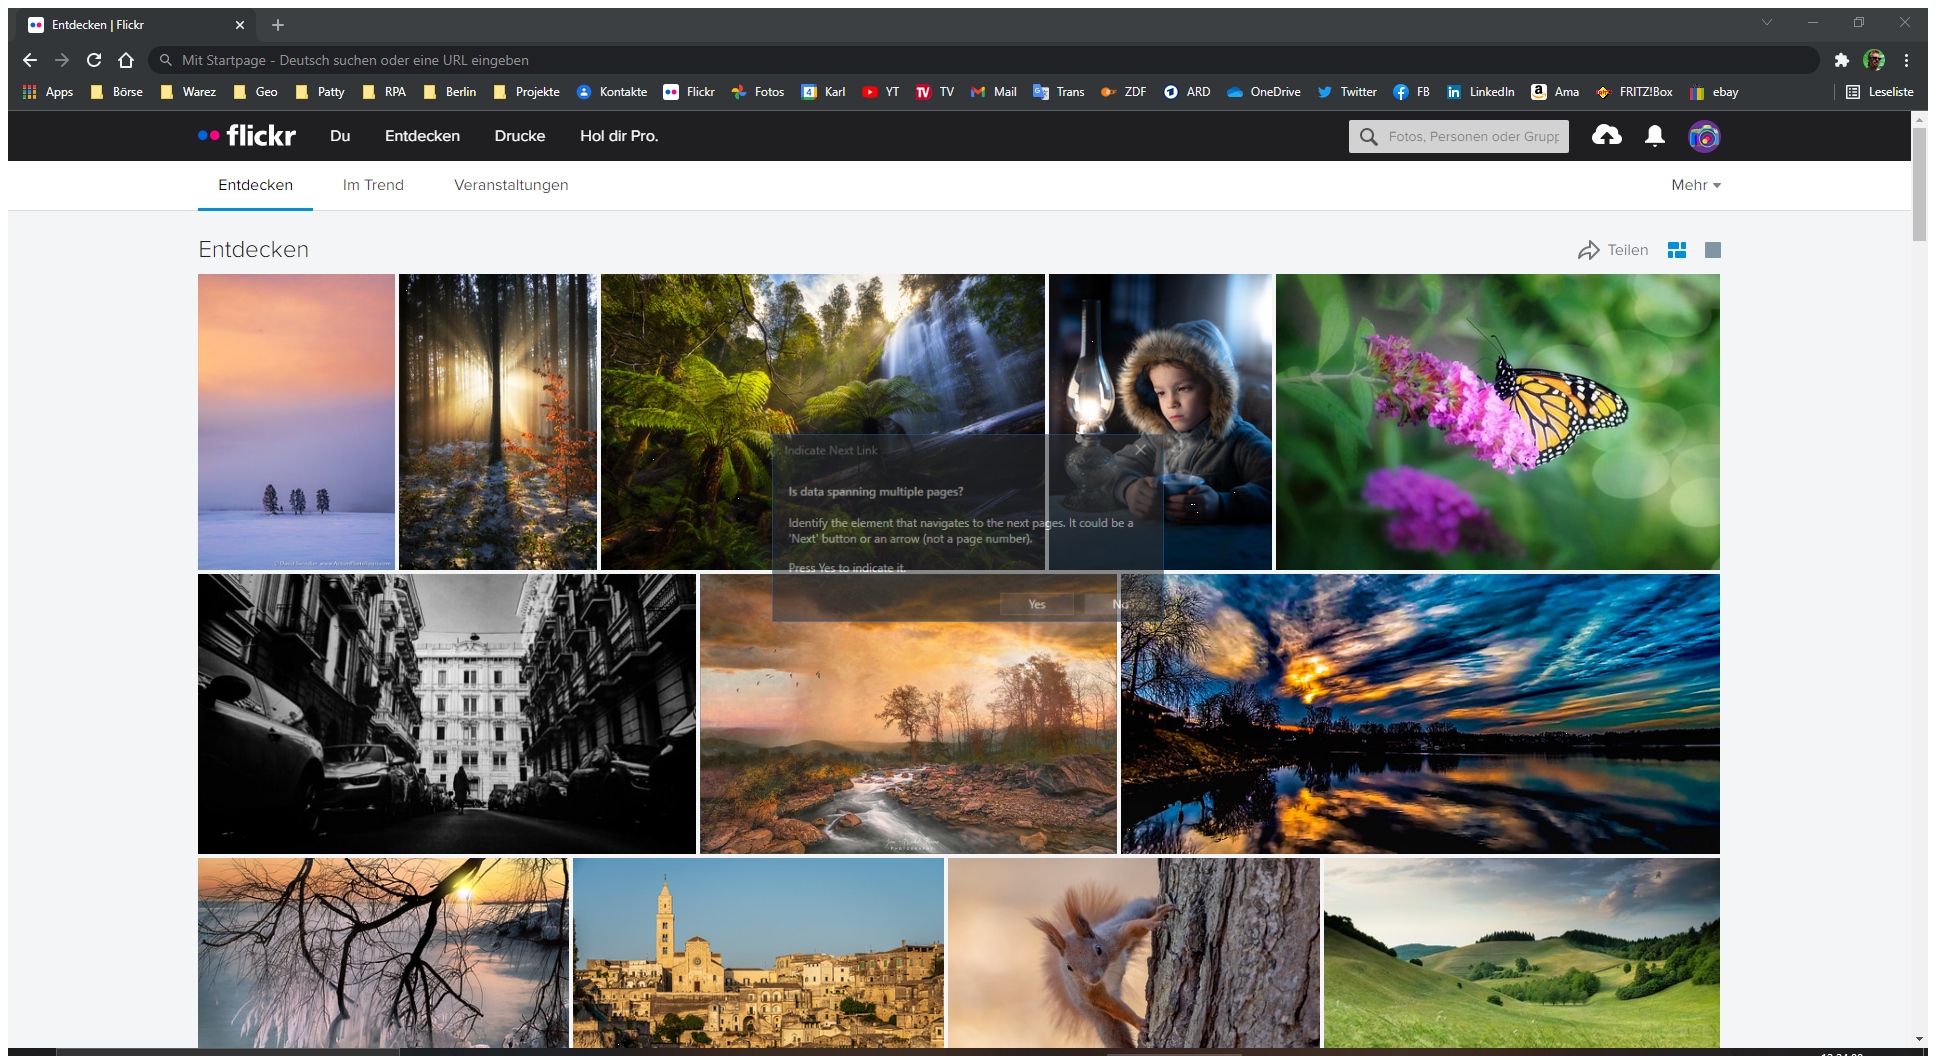 Entdecken | Flickr
Mit Startpage - Deutsch suchen oder eine URL eingeben
Apps Börse Warez Geo Patty RPA Berlin Projekte Kontakte Flickr Fotos 4 Karl YT TV TV Mail Trans ZDF ARD OneDrive Twitter FB LinkedIn Ama FRITZ!Box ebay Leseliste
flickr Du Entdecken Drucke Hol dir Pro. Fotos, Personen oder Grupp
Entdecken Im Trend Veranstaltungen Mehr
Entdecken Teilen
Indicate Next Link
Is data spanning multiple pages?
Identify the element that navigates to the next pages. It could be a
'Next' button or an arrow (not a page number).
Press Yes to indicate it.
Yes No